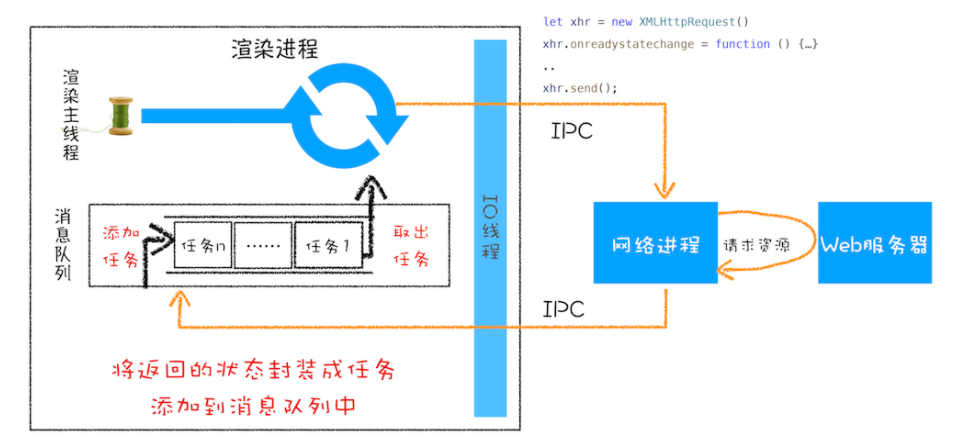 let xhr = new XMLHttpRequest()
xhr.onreadystatechange = function () {…}
..
xhr.send();
渲染进程
渲染主线程
IPC
IO线程
消息队列
添加
任务
任务n
……
任务1
取出
任务
网络进程
请求资源
Web服务器
IPC
将返回的状态封装成任务
添加到消息队列中